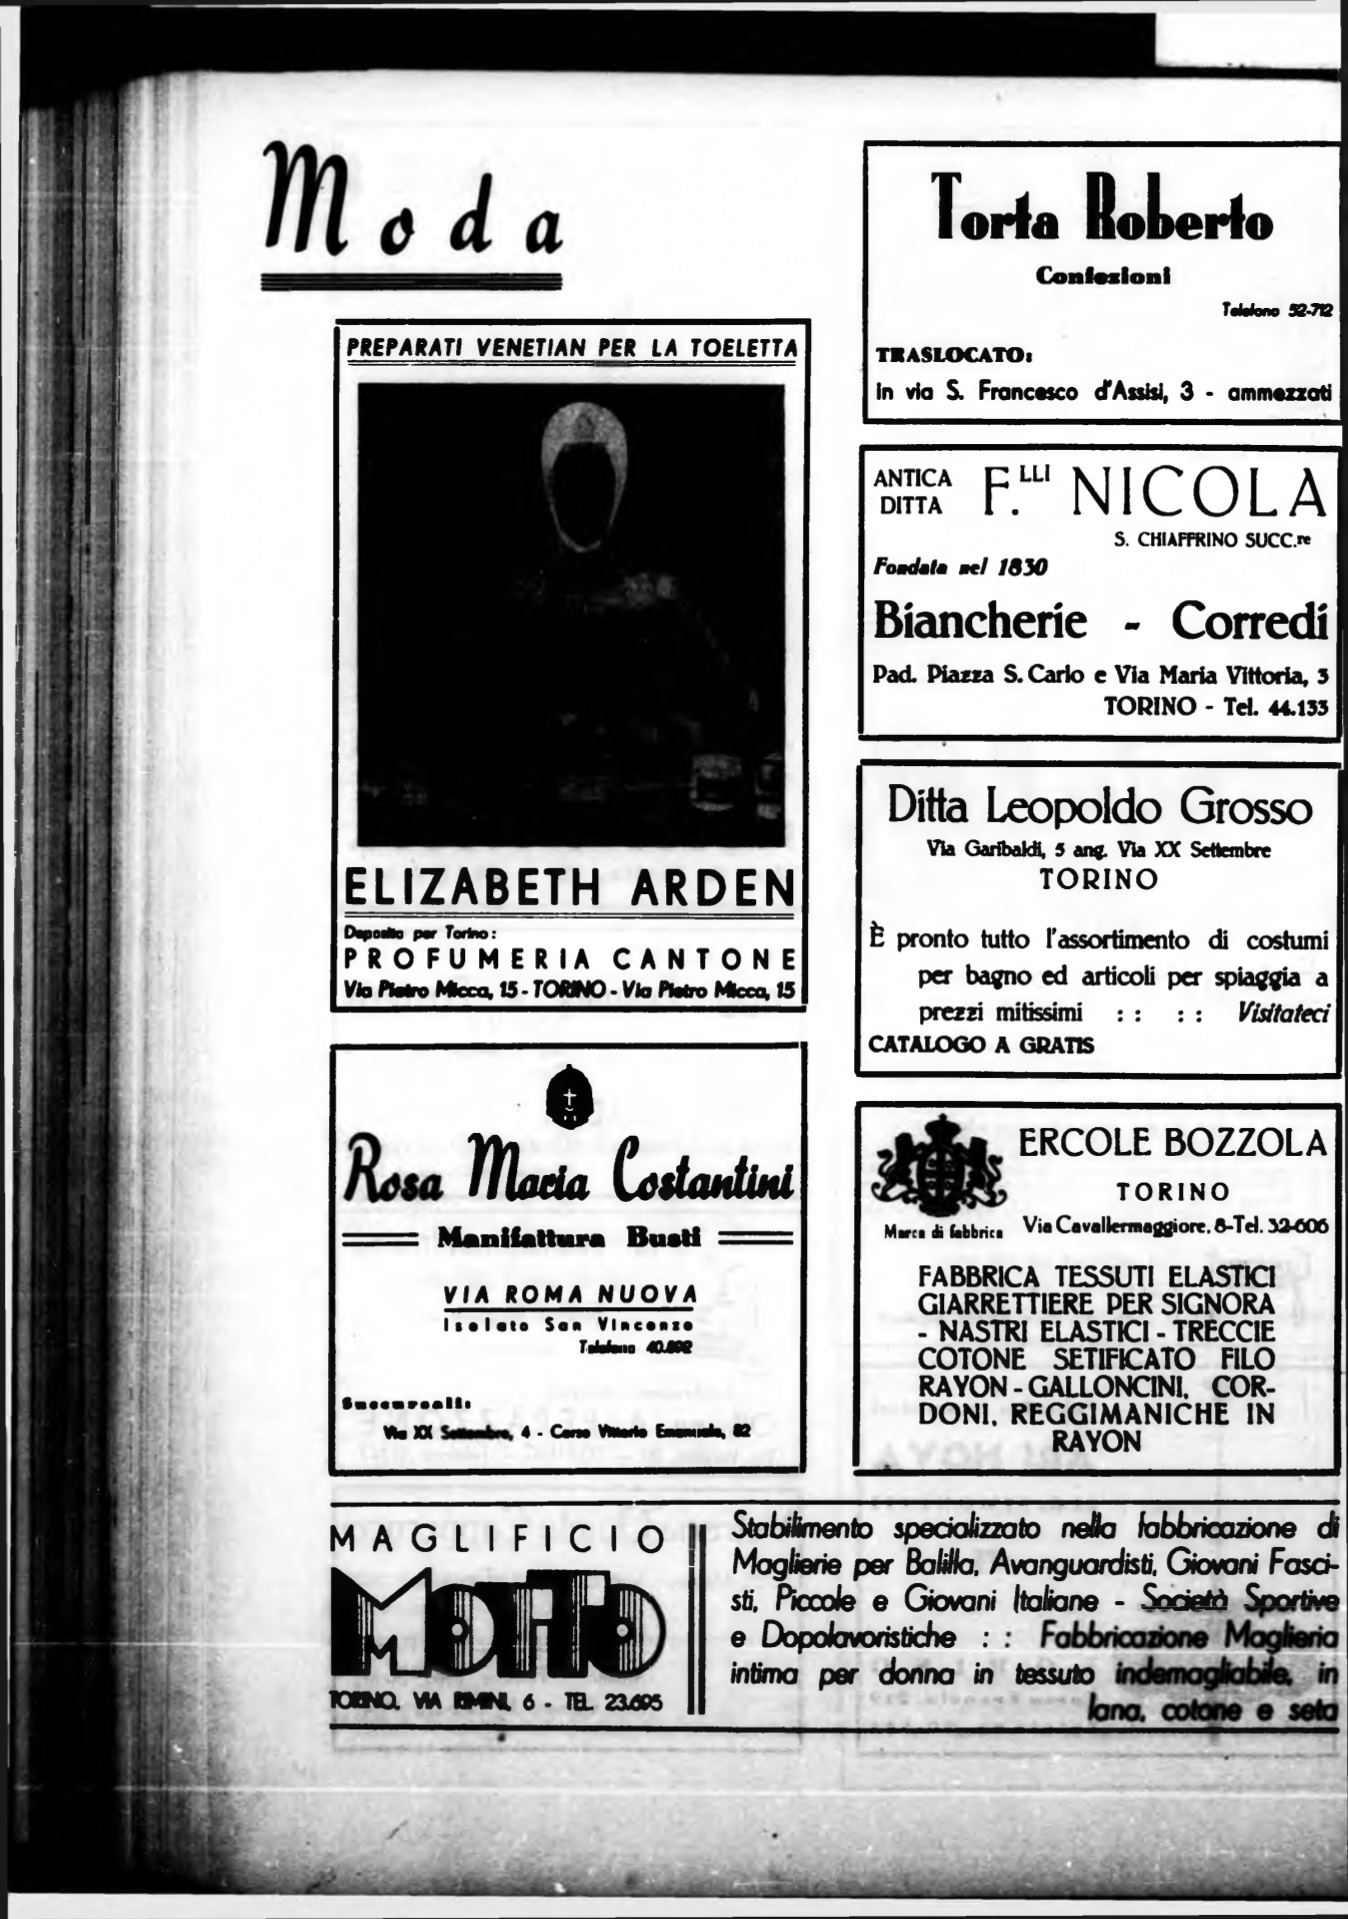 Moda
PREPARATI VENETIAN PER LA TOELETTA
ELIZABETH ARDEN
Deposito per Torino:
PROFUMERIA CANTONE
Via Pietro Micca, 15 - TORINO - Via Pietro Micca, 15
Rosa Maria Costantini
Manifattura Busti
VIA ROMA NUOVA
Isolato San Vincenzo
Telefono 40.892
Succursali:
Via XX Settembre, 4 - Corso Vittorio Emanuele, 82
Torta Roberto
Confezioni
Telefono 52-712
TRASLOCATO:
in via S. Francesco d'Assisi, 3 - ammezzati
ANTICA
DITTA
F.LLI NICOLA
S. CHIAFFRINO SUCC.re
Fondata nel 1830
Biancherie - Corredi
Pad. Piazza S. Carlo e Via Maria Vittoria, 3
TORINO - Tel. 44.133
Ditta Leopoldo Grosso
Via Garibaldi, 5 ang. Via XX Settembre
TORINO
È pronto tutto l'assortimento di costumi
per bagno ed articoli per spiaggia a
prezzi mitissimi : : : : Visitateci
CATALOGO A GRATIS
Marca di fabbrica
ERCOLE BOZZOLA
TORINO
Via Cavallermaggiore, 8-Tel. 32-606
FABBRICA TESSUTI ELASTICI
GIARRETTIERE PER SIGNORA
- NASTRI ELASTICI - TRECCIE
COTONE SETIFICATO FILO
RAYON - GALLONCINI, COR-
DONI, REGGIMANICHE IN
RAYON
MAGLIFICIO
MOTTO
TORINO, VIA RIMINI, 6 - TEL. 23.695
Stabilimento specializzato nella fabbricazione di
Maglierie per Balilla, Avanguardisti, Giovani Fasci-
sti, Piccole e Giovani Italiane - Società Sportive
e Dopolavoristiche : : Fabbricazione Maglieria
intima per donna in tessuto indemagliabile, in
lana, cotone e seta